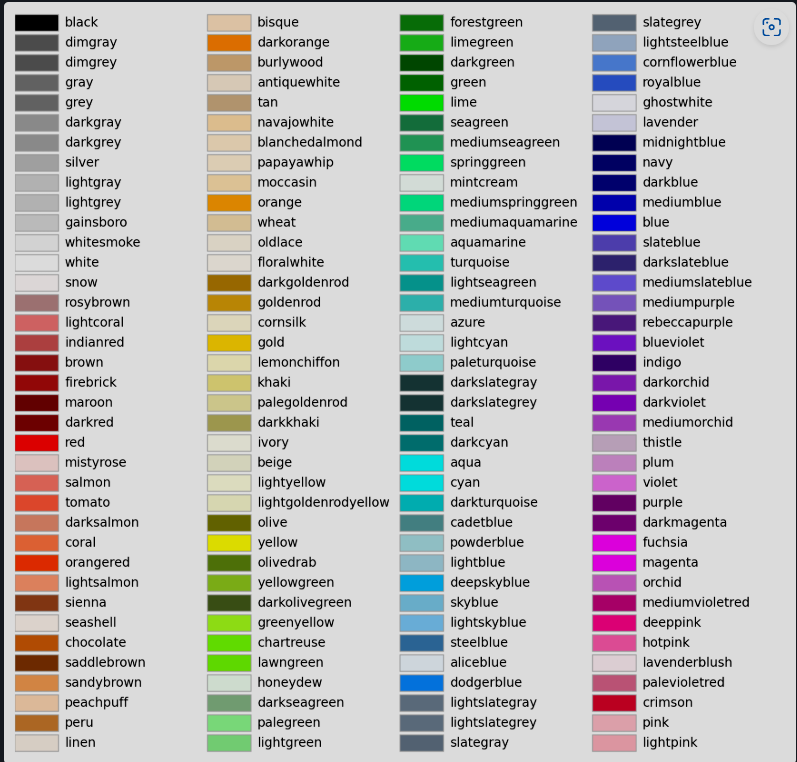 black
dimgray
dimgrey
gray
grey
darkgray
darkgrey
silver
lightgray
lightgrey
gainsboro
whitesmoke
white
snow
rosybrown
lightcoral
indianred
brown
firebrick
maroon
darkred
red
mistyrose
salmon
tomato
darksalmon
coral
orangered
lightsalmon
sienna
seashell
chocolate
saddlebrown
sandybrown
peachpuff
peru
linen
bisque
darkorange
burlywood
antiquewhite
tan
navajowhite
blanchedalmond
papayawhip
moccasin
orange
wheat
oldlace
floralwhite
darkgoldenrod
goldenrod
cornsilk
gold
lemonchiffon
khaki
palegoldenrod
darkkhaki
ivory
beige
lightyellow
lightgoldenrodyellow
olive
yellow
olivedrab
yellowgreen
darkolivegreen
greenyellow
chartreuse
lawngreen
honeydew
darkseagreen
palegreen
lightgreen
forestgreen
limegreen
darkgreen
green
lime
seagreen
mediumseagreen
springgreen
mintcream
mediumspringgreen
mediumaquamarine
aquamarine
turquoise
lightseagreen
mediumturquoise
azure
lightcyan
paleturquoise
darkslategray
darkslategrey
teal
darkcyan
aqua
cyan
darkturquoise
cadetblue
powderblue
lightblue
deepskyblue
skyblue
lightskyblue
steelblue
aliceblue
dodgerblue
lightslategray
lightslategrey
slategray
slategrey
lightsteelblue
cornflowerblue
royalblue
ghostwhite
lavender
midnightblue
navy
darkblue
mediumblue
blue
slateblue
darkslateblue
mediumslateblue
mediumpurple
rebeccapurple
blueviolet
indigo
darkorchid
darkviolet
mediumorchid
thistle
plum
violet
purple
darkmagenta
fuchsia
magenta
orchid
mediumvioletred
deeppink
hotpink
lavenderblush
palevioletred
crimson
pink
lightpink